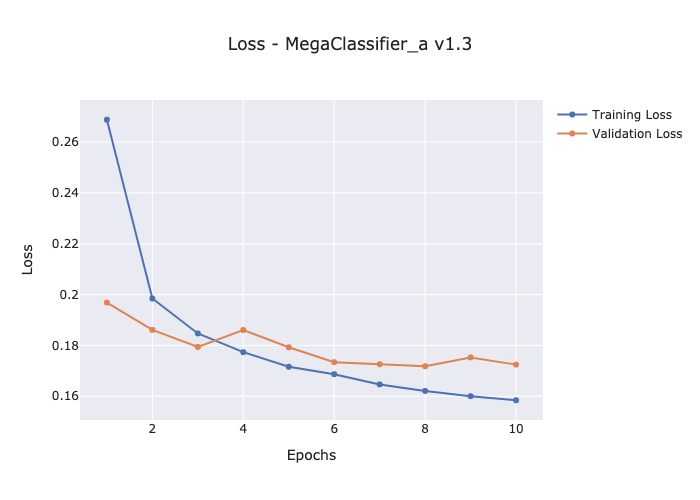 Loss - MegaClassifier_a v1.3
Training Loss
Validation Loss
0.26
0.24
0.22
0.2
0.18
0.16
Loss
2
4
6
8
10
Epochs